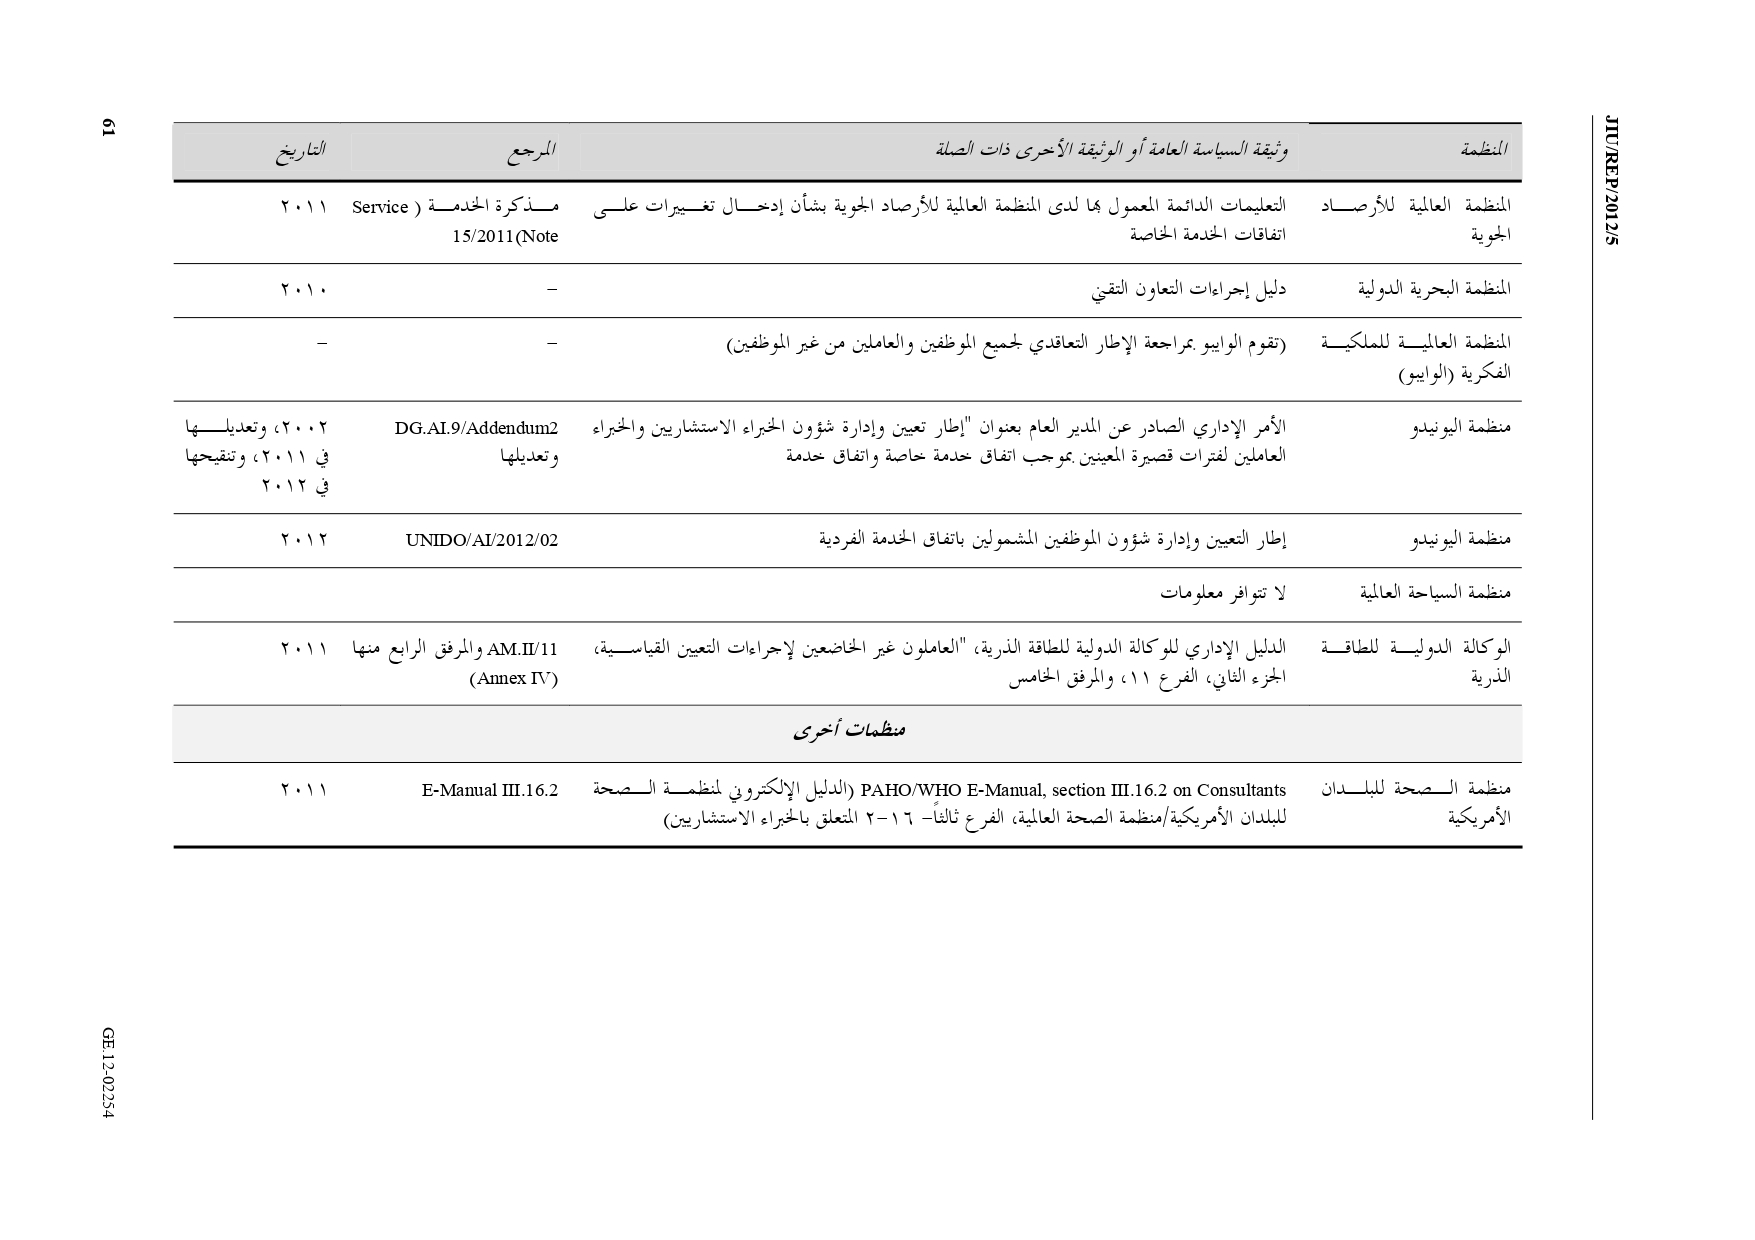 JIU/REP/2012/5
المنظمة وثيقة السياسة العامة أو الوثيقة الأخرى ذات الصلة المرجع التاريخ
المنظمة العالمية للأرصاد التعليمات الدائمة المعمول بها لدى المنظمة العالمية للأرصاد الجوية بشأن إدخال تغييرات على مذكرة الخدمة (Service ٢٠١١
الجوية اتفاقات الخدمة الخاصة Note)15/2011
المنظمة البحرية الدولية دليل إجراءات التعاون التقني – ٢٠١٠
المنظمة العالمية للملكية (تقوم الوايبو بمراجعة الإطار التعاقدي لجميع الموظفين والعاملين من غير الموظفين) – –
الفكرية (الوايبو)
منظمة اليونيدو الأمر الإداري الصادر عن المدير العام بعنوان "إطار تعيين وإدارة شؤون الخبراء الاستشاريين والخبراء DG.AI.9/Addendum2 ٢٠٠٢، وتعديلها
العاملين لفترات قصيرة المعينين بموجب اتفاق خدمة خاصة واتفاق خدمة وتعديلها في ٢٠١١، وتنقيحها
في ٢٠١٢
منظمة اليونيدو إطار التعيين وإدارة شؤون الموظفين المشمولين باتفاق الخدمة الفردية UNIDO/AI/2012/02 ٢٠١٢
منظمة السياحة العالمية لا تتوافر معلومات
الوكالة الدولية للطاقة الدليل الإداري للوكالة الدولية للطاقة الذرية، "العاملون غير الخاضعين لإجراءات التعيين القياسية، AM.II/11 والمرفق الرابع منها ٢٠١١
الذرية الجزء الثاني، الفرع ١١، والمرفق الخامس (Annex IV)
منظمات أخرى
منظمة الصحة للبلدان PAHO/WHO E-Manual, section III.16.2 on Consultants (الدليل الإلكتروني لمنظمة الصحة E-Manual III.16.2 ٢٠١١
الأمريكية للبلدان الأمريكية/منظمة الصحة العالمية، الفرع ثالثاً– ١٦–٢ المتعلق بالخبراء الاستشاريين)
61
GE.12-02254